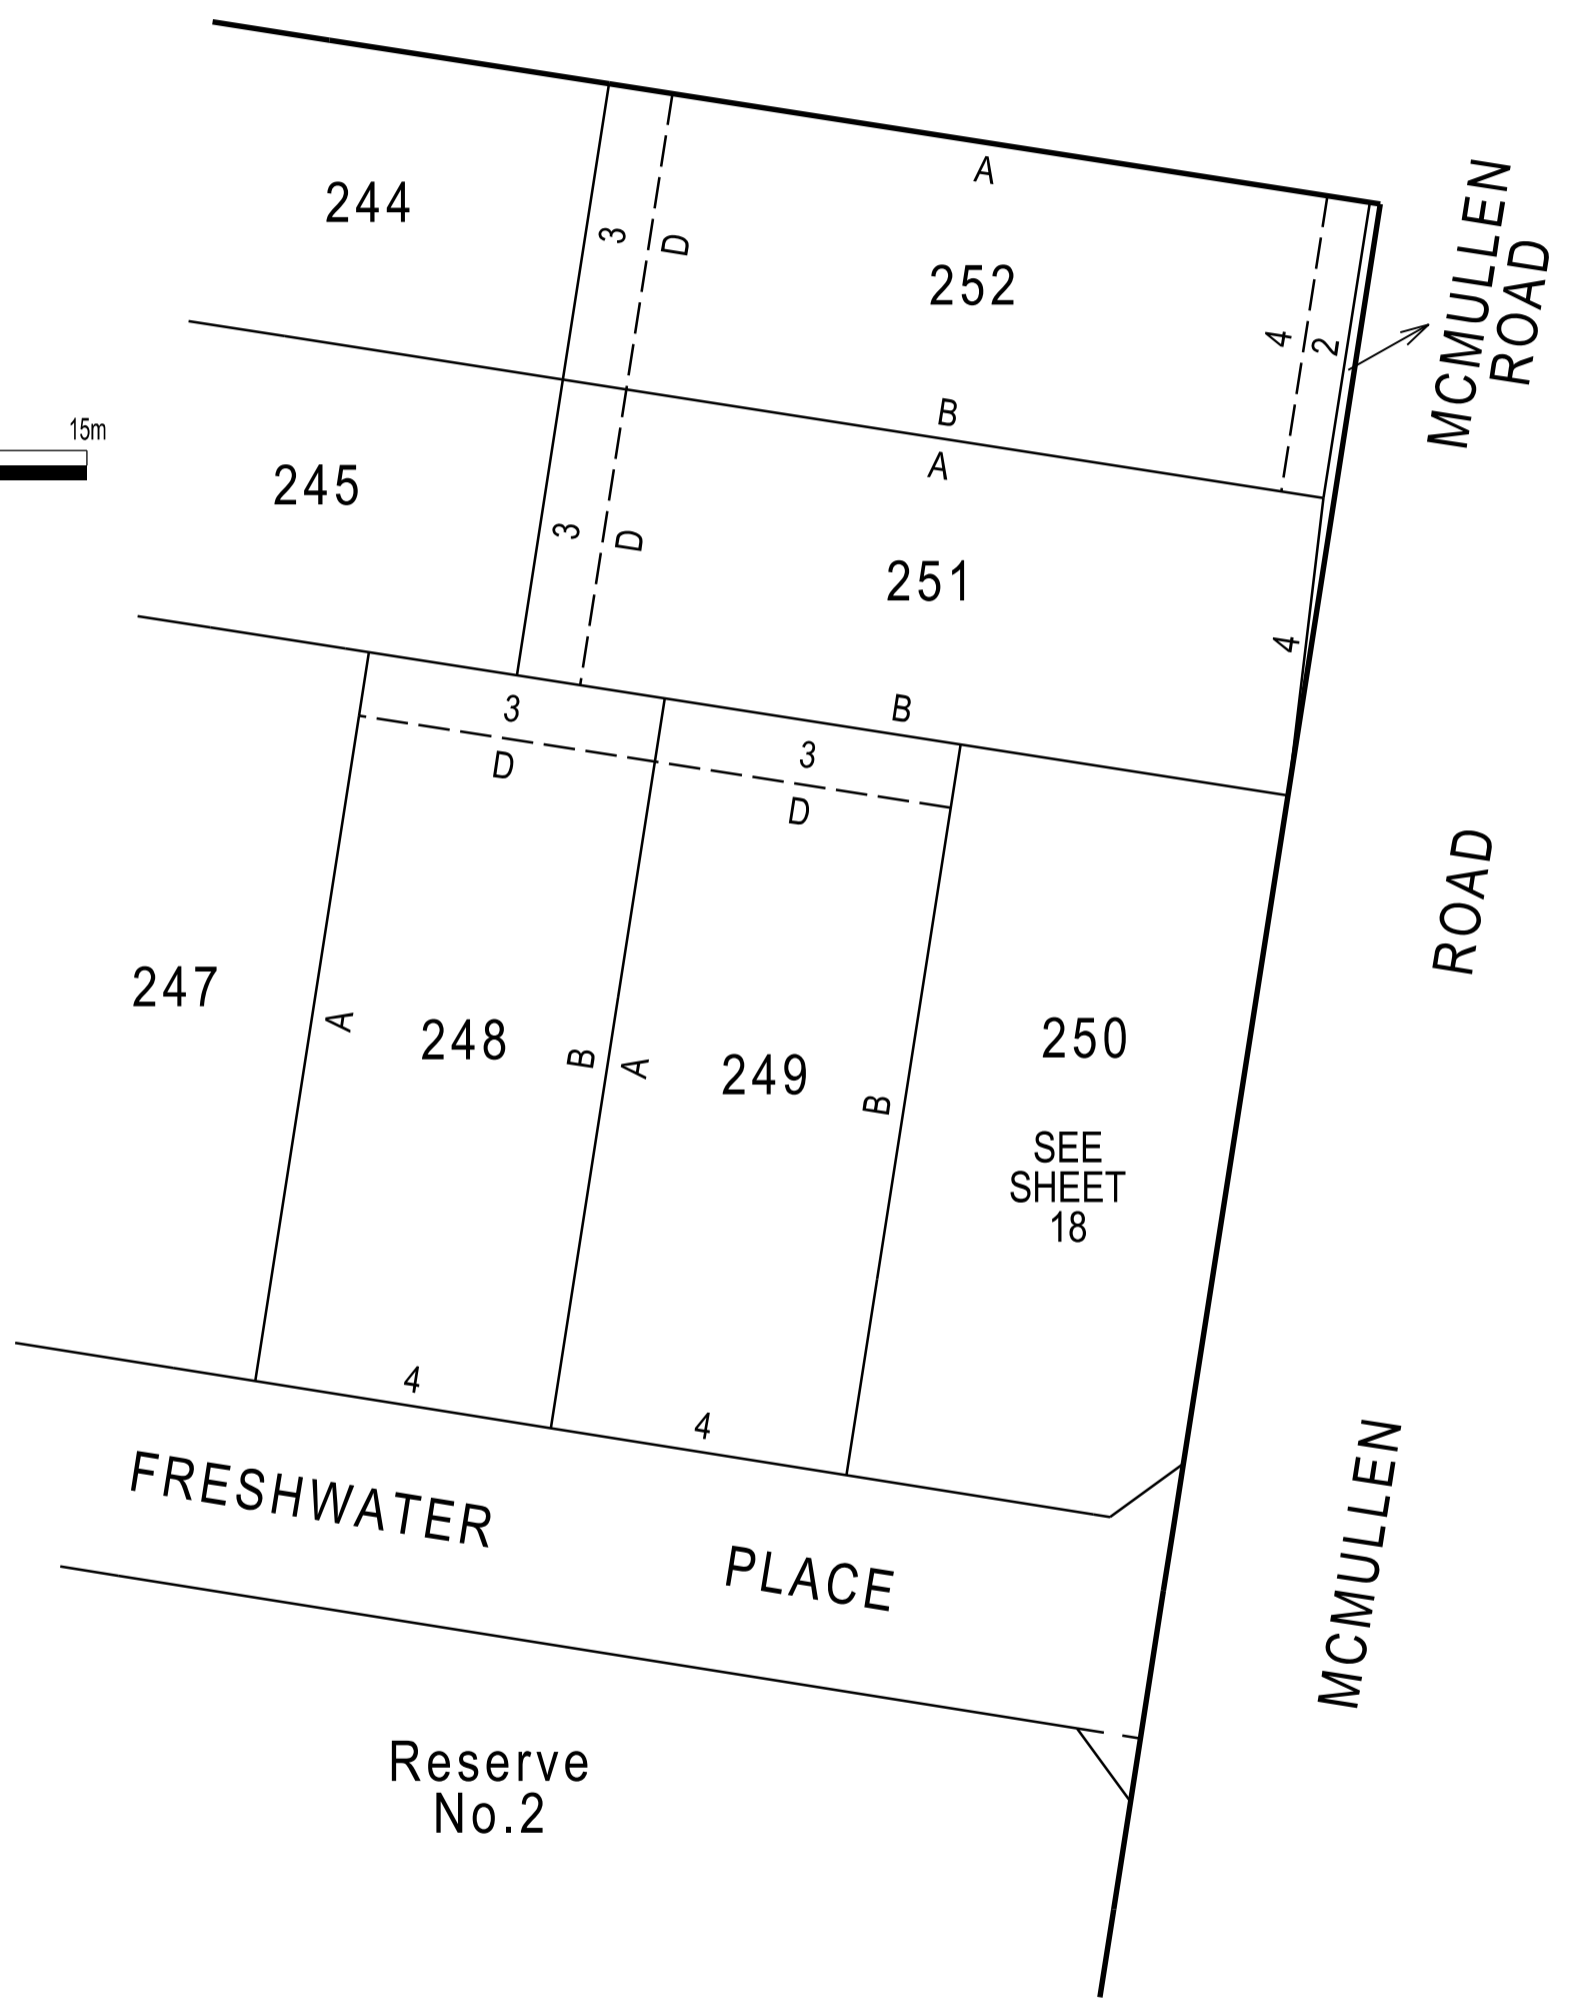 A
244
3
D
252
4
2
MCMULLEN
ROAD
B
A
15m
245
3
D
251
4
3
B
D
3
D
ROAD
247
A
248
B
A
249
B
250
SEE
SHEET
18
4
4
FRESHWATER PLACE
MCMULLEN
Reserve
No.2